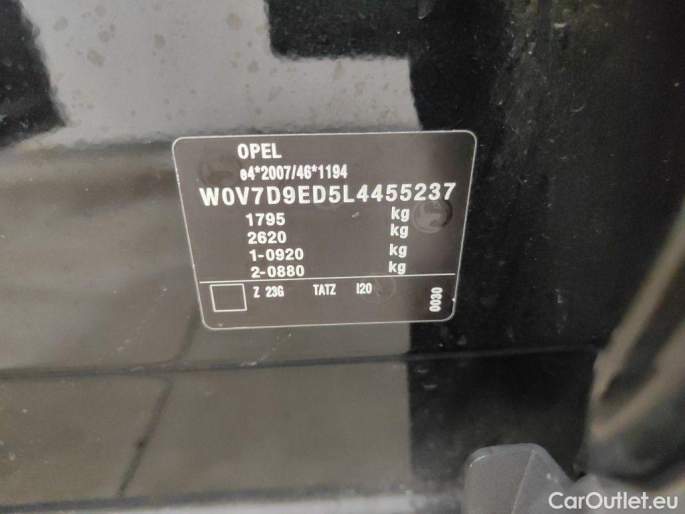 OPEL
e4*2007/46*1194
W0V7D9ED5L4455237
1795 kg
2620 kg
1-0920 kg
2-0880 kg
Z 23G TATZ I20
0030
CarOutlet.eu